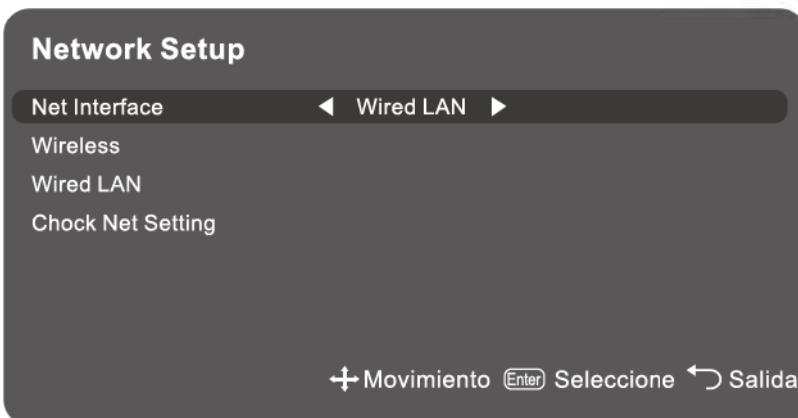 Network Setup
Net Interface Wired LAN
Wireless
Wired LAN
Chock Net Setting
Movimiento Enter Seleccione Salida